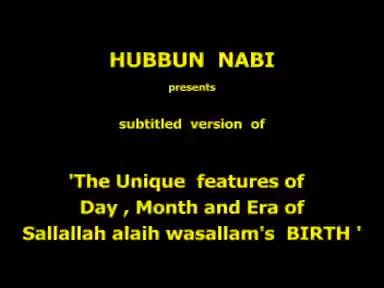 HUBBUN NABI
presents
subtitled version of
'The Unique features of
Day , Month and Era of
Sallallah alaih wasallam's BIRTH '